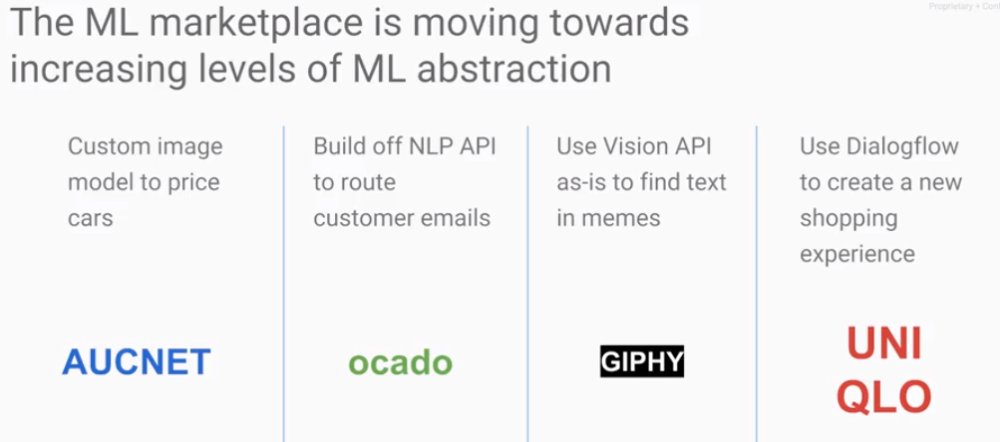 Proprietary + Con
The ML marketplace is moving towards
increasing levels of ML abstraction
Custom image
model to price
cars
AUCNET
Build off NLP API
to route
customer emails
ocado
Use Vision API
as-is to find text
in memes
GIPHY
Use Dialogflow
to create a new
shopping
experience
UNI
QLO